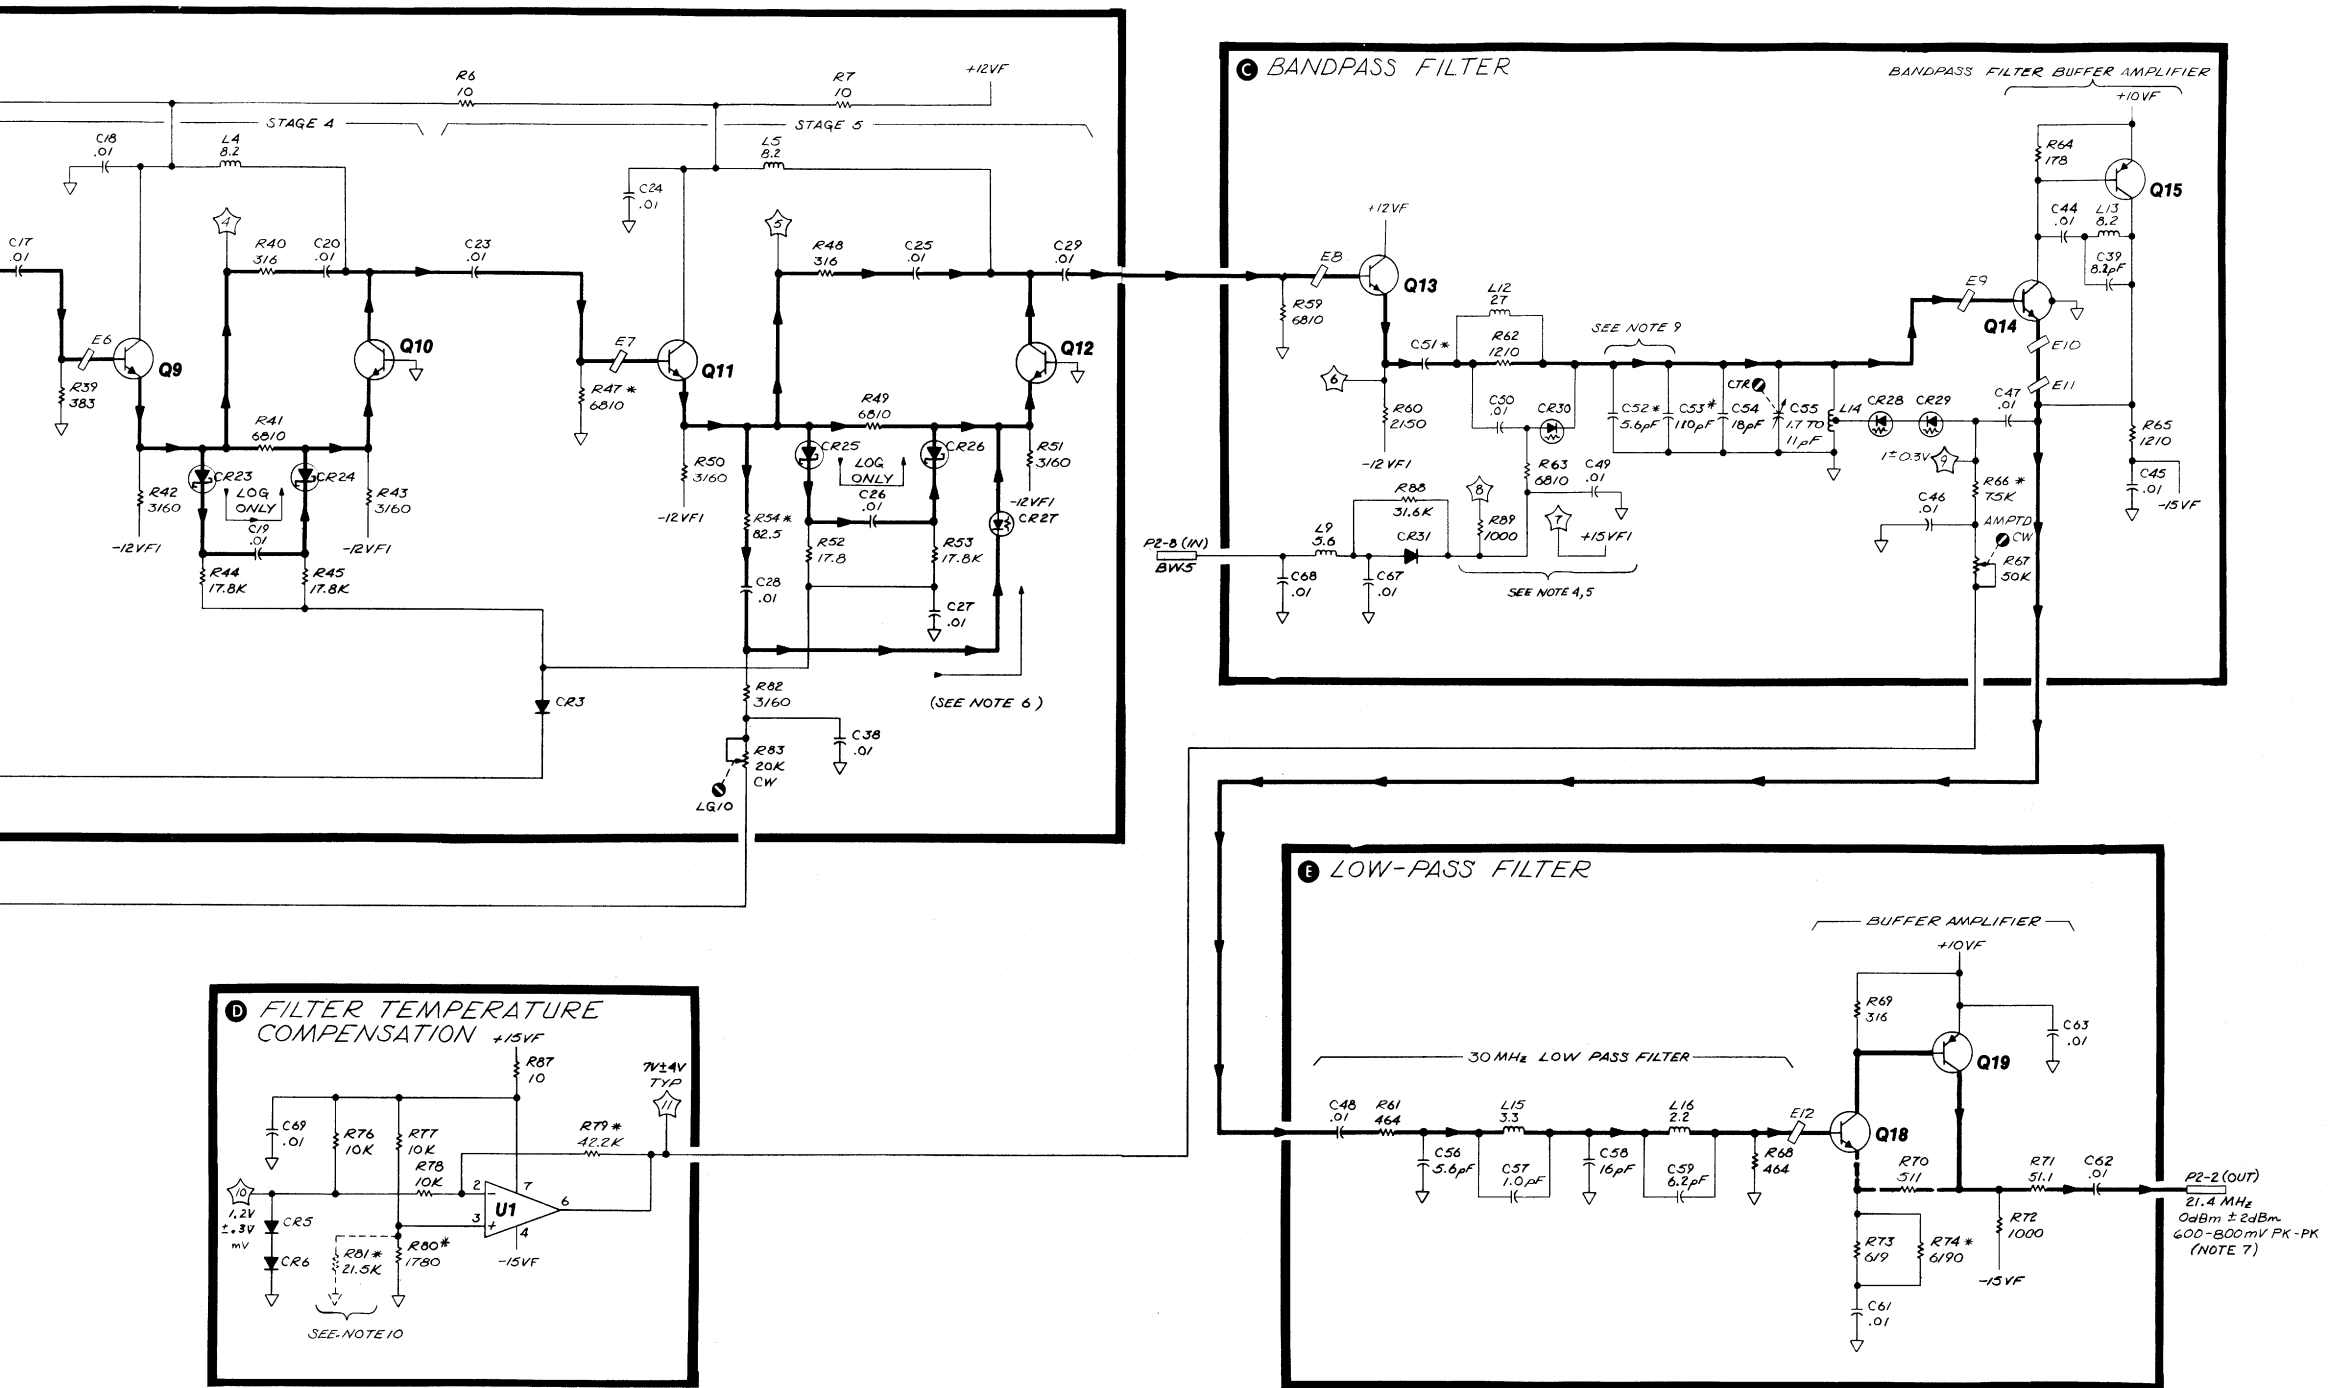 R6
10
R7
10
+12VF
STAGE 4
STAGE 5
C18
.01
L4
8.2
L5
8.2
C24
.01
4
5
C17
.01
R40
316
C20
.01
C23
.01
R48
316
C25
.01
C29
.01
E6
Q9
Q10
E7
Q11
Q12
R39
383
R47*
6810
R41
6810
R49
6810
CR23
CR24
LOG
ONLY
C19
.01
R42
3160
R43
3160
-12VF1
-12VF1
R44
17.8K
R45
17.8K
CR25
CR26
LOG
ONLY
C26
.01
R50
3160
-12VF1
R51
3160
-12VF1
CR27
R54*
82.5
R52
17.8
R53
17.8K
C28
.01
C27
.01
CR3
R82
3160
(SEE NOTE 6)
C38
.01
R83
20K
CW
LG10
C BANDPASS FILTER
BANDPASS FILTER BUFFER AMPLIFIER
+10VF
R64
178
Q15
C44
.01
L13
8.2
C39
8.2pF
+12VF
E8
Q13
R59
6810
L12
27
E9
Q14
E10
E11
SEE NOTE 9
C51*
R62
1210
6
R60
2150
-12VF1
C50
.01
CR30
C52*
5.6pF
C53*
110pF
C54
18pF
CTR
C55
1.7 TO
11pF
L14
CR28
CR29
C47
.01
1±0.3V
9
R65
1210
R63
6810
C49
.01
R88
31.6K
8
R89
1000
7
+15VF1
R66*
75K
C46
.01
AMPTD
CW
R67
50K
C45
.01
-15VF
P2-8 (IN)
BW5
L9
5.6
CR31
C68
.01
C67
.01
SEE NOTE 4,5
D FILTER TEMPERATURE
COMPENSATION
+15VF
R87
10
7V±4V
TYP
11
C69
.01
R76
10K
R77
10K
R78
10K
R79*
42.2K
10
1.2V
±.3V
mV
CR5
CR6
2
-
3
+
7
U1
6
4
-15VF
R81*
21.5K
R80*
1780
SEE NOTE 10
E LOW-PASS FILTER
BUFFER AMPLIFIER
+10VF
R69
316
C63
.01
Q19
30 MHz LOW PASS FILTER
C48
.01
R61
464
L15
3.3
L16
2.2
E12
Q18
C56
5.6pF
C57
1.0pF
C58
16pF
C59
6.2pF
R68
464
R70
511
R71
51.1
C62
.01
P2-2 (OUT)
21.4 MHz
0dBm ±2dBm
600-800mV PK-PK
(NOTE 7)
R73
619
R74*
6190
R72
1000
-15VF
C61
.01